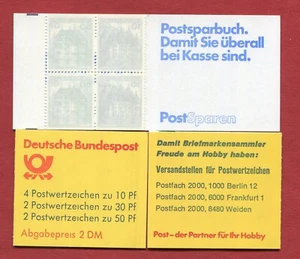 Postsparbuch.
Damit Sie überall
bei Kasse sind.
PostSparen
Deutsche Bundespost
4 Postwertzeichen zu 10 Pf
2 Postwertzeichen zu 30 Pf
2 Postwertzeichen zu 50 Pf
Abgabepreis 2 DM
Damit Briefmarkensammler
Freude am Hobby haben:
Versandstellen für Postwertzeichen
Postfach 2000, 1000 Berlin 12
Postfach 2000, 6000 Frankfurt 1
Postfach 2000, 8480 Weiden
Post – der Partner für Ihr Hobby